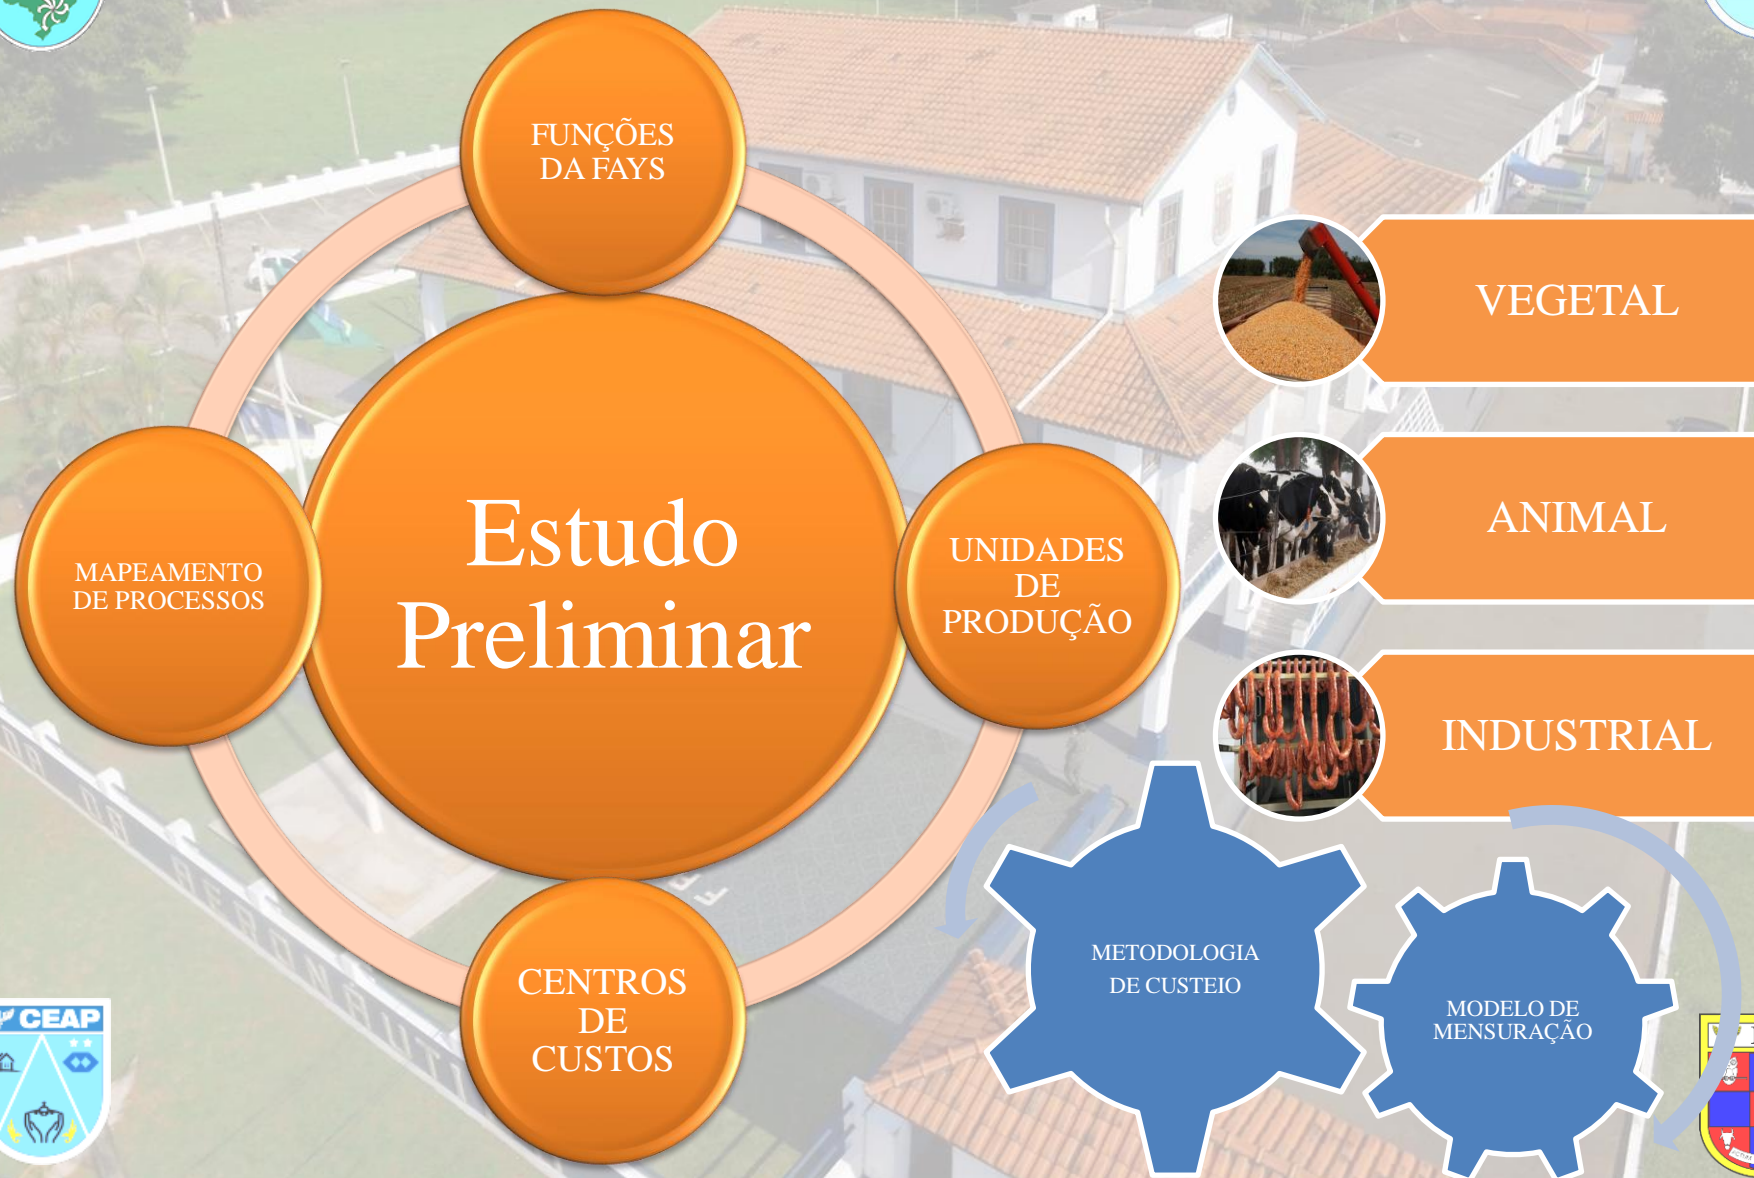 FUNÇÕES
DA FAYS
Estudo
Preliminar
MAPEAMENTO
DE PROCESSOS
UNIDADES
DE
PRODUÇÃO
CENTROS
DE
CUSTOS
VEGETAL
ANIMAL
INDUSTRIAL
METODOLOGIA
DE CUSTEIO
MODELO DE
MENSURAÇÃO
CEAP